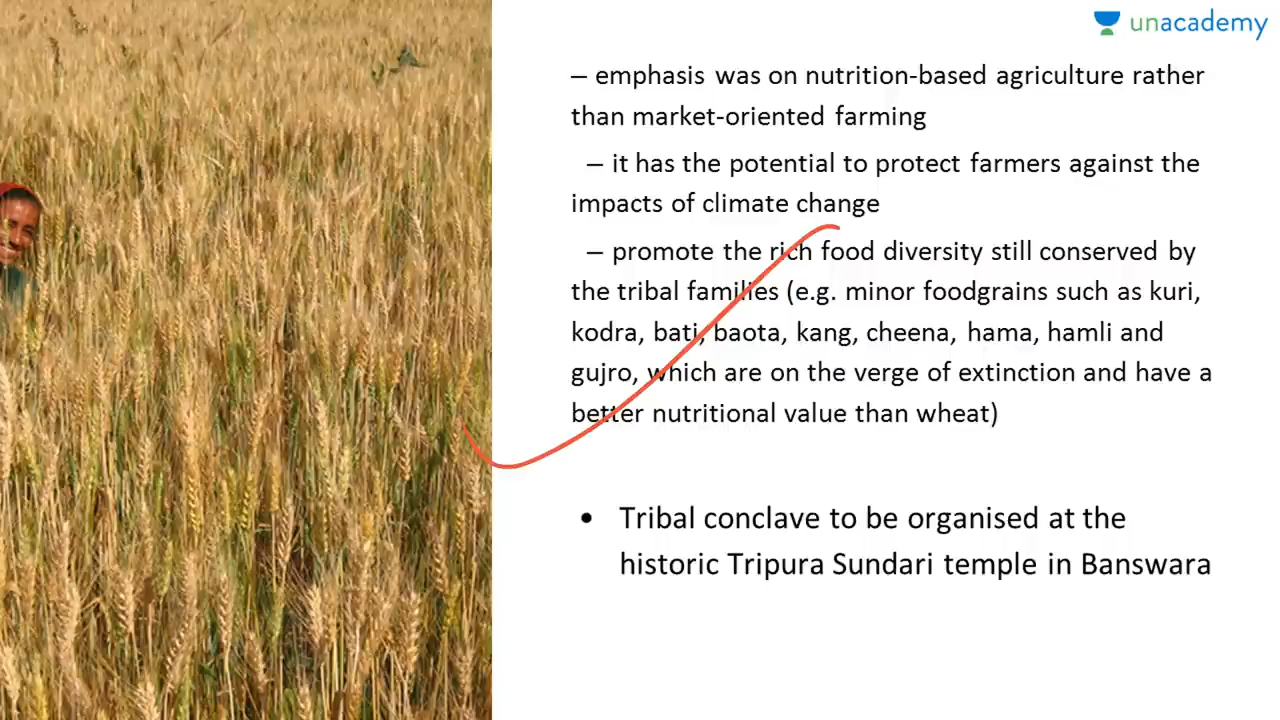 unacademy
– emphasis was on nutrition-based agriculture rather
than market-oriented farming
– it has the potential to protect farmers against the
impacts of climate change
– promote the rich food diversity still conserved by
the tribal families (e.g. minor foodgrains such as kuri,
kodra, bati, baota, kang, cheena, hama, hamli and
gujro, which are on the verge of extinction and have a
better nutritional value than wheat)
• Tribal conclave to be organised at the
historic Tripura Sundari temple in Banswara